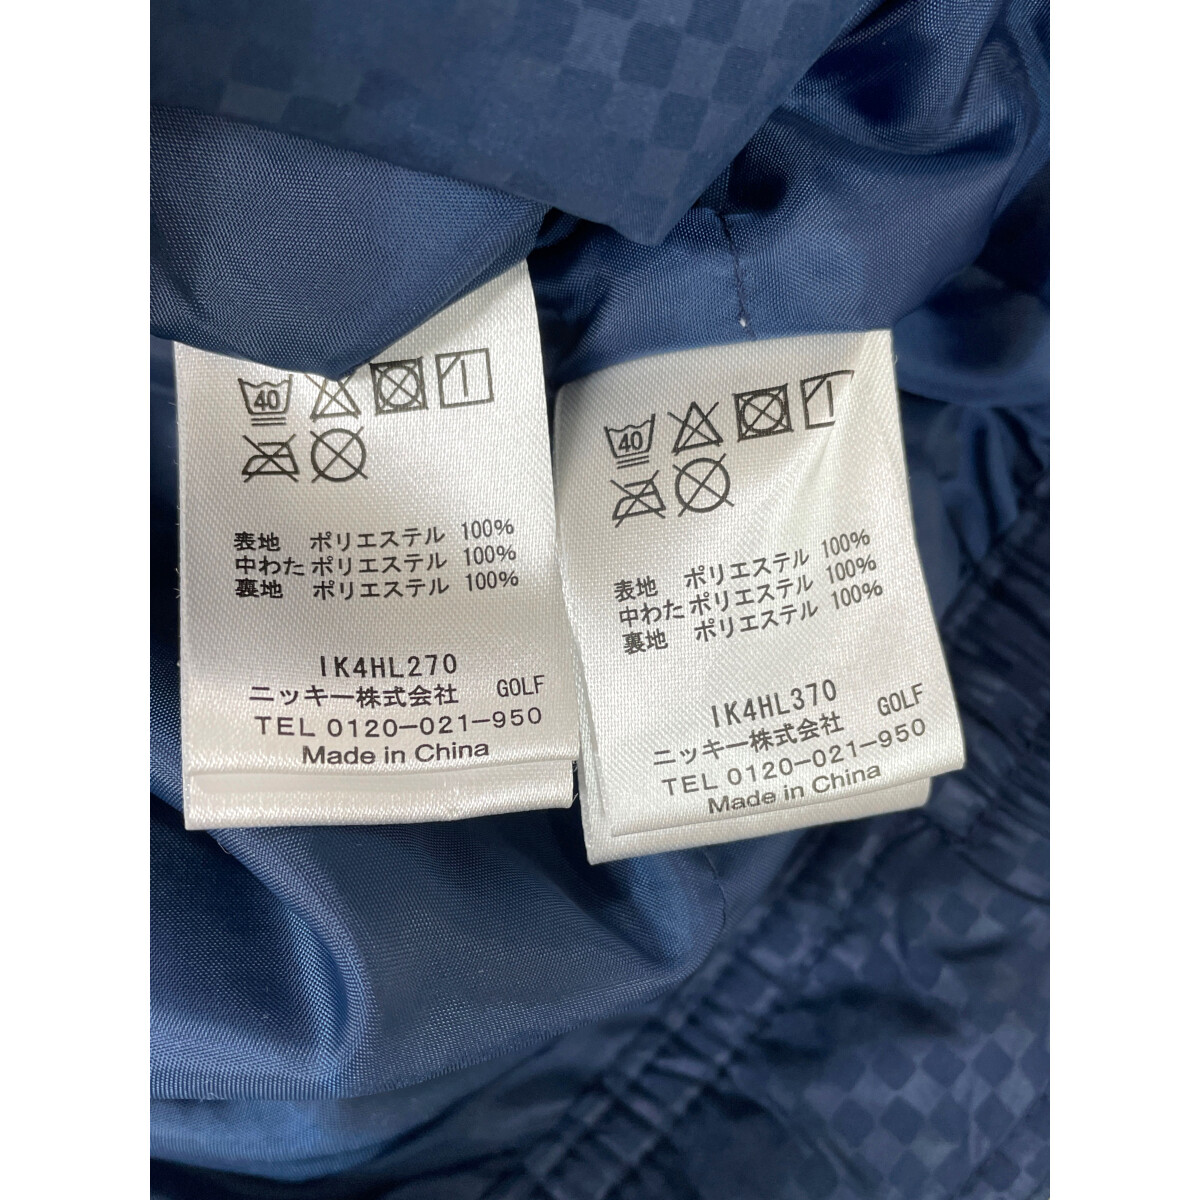 40
表地 ポリエステル 100%
中わた ポリエステル 100%
裏地 ポリエステル 100%
IK4HL270
ニッキー株式会社 GOLF
TEL 0120-021-950
Made in China
40
表地 ポリエステル 100%
中わた ポリエステル 100%
裏地 ポリエステル 100%
IK4HL370
ニッキー株式会社 GOLF
TEL 0120-021-950
Made in China